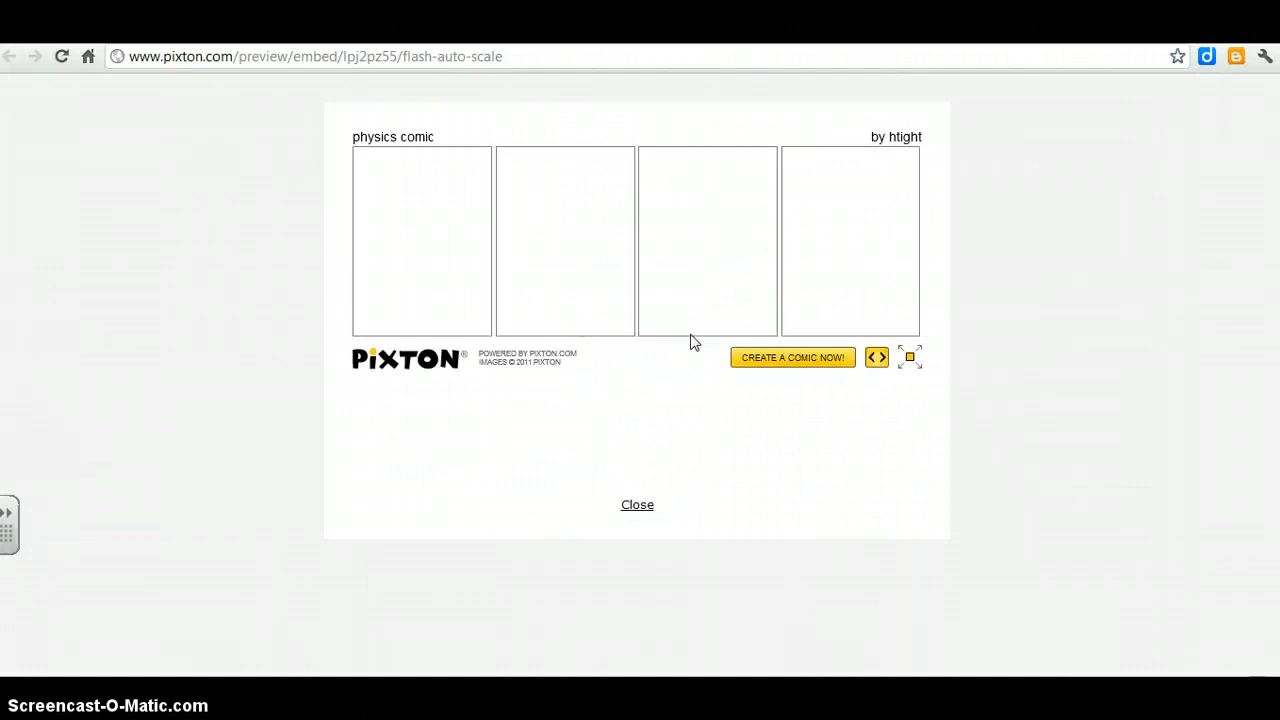 www.pixton.com/preview/embed/lpj2pz55/flash-auto-scale
physics comic by htight
PiXTON® POWERED BY PIXTON.COM
IMAGES © 2011 PIXTON
CREATE A COMIC NOW!
Close
Screencast-O-Matic.com